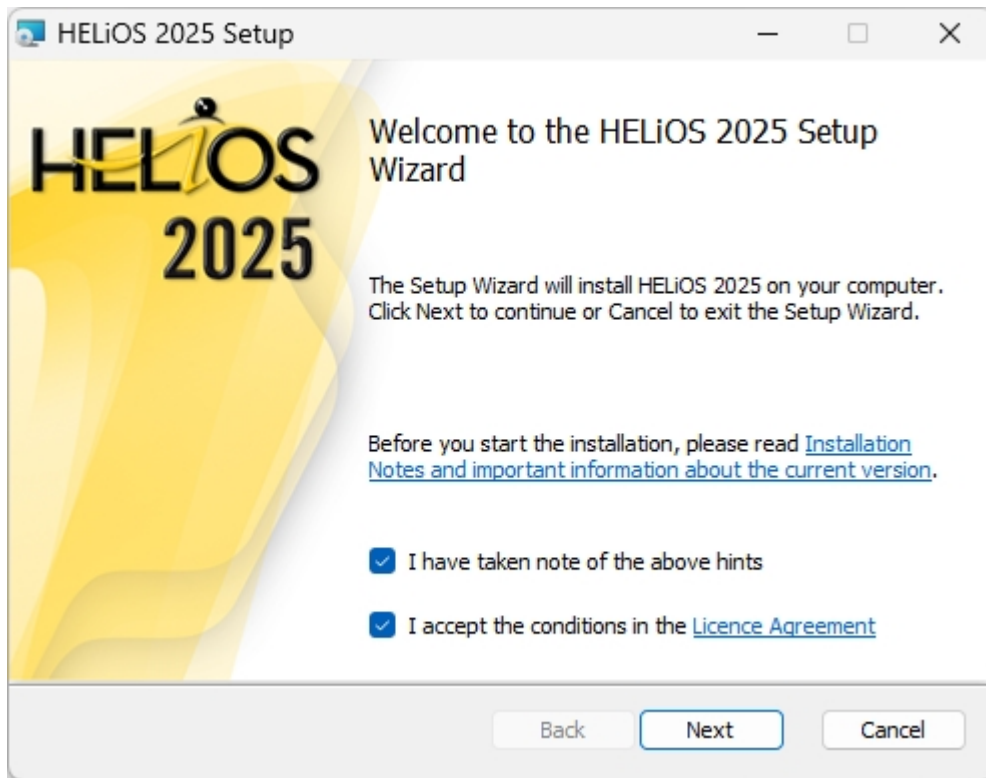 HELiOS 2025 Setup
HELiOS
2025
Welcome to the HELiOS 2025 Setup
Wizard
The Setup Wizard will install HELiOS 2025 on your computer.
Click Next to continue or Cancel to exit the Setup Wizard.
Before you start the installation, please read Installation
Notes and important information about the current version.
I have taken note of the above hints
I accept the conditions in the Licence Agreement
Back
Next
Cancel